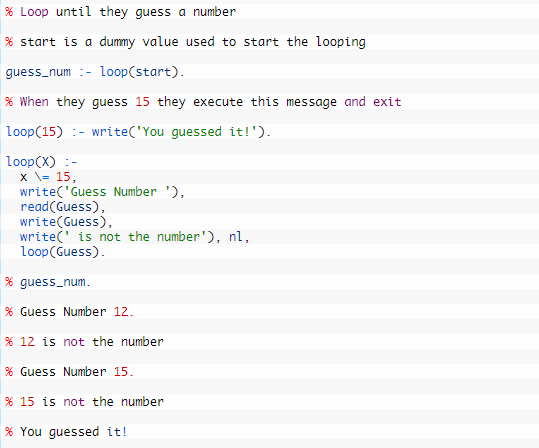 % Loop until they guess a number
% start is a dummy value used to start the looping
guess_num :- loop(start).
% When they guess 15 they execute this message and exit
loop(15) :- write('You guessed it!').
loop(X) :-
x \= 15,
write('Guess Number '),
read(Guess),
write(Guess),
write(' is not the number'), nl,
loop(Guess).
% guess_num.
% Guess Number 12.
% 12 is not the number
% Guess Number 15.
% 15 is not the number
% You guessed it!